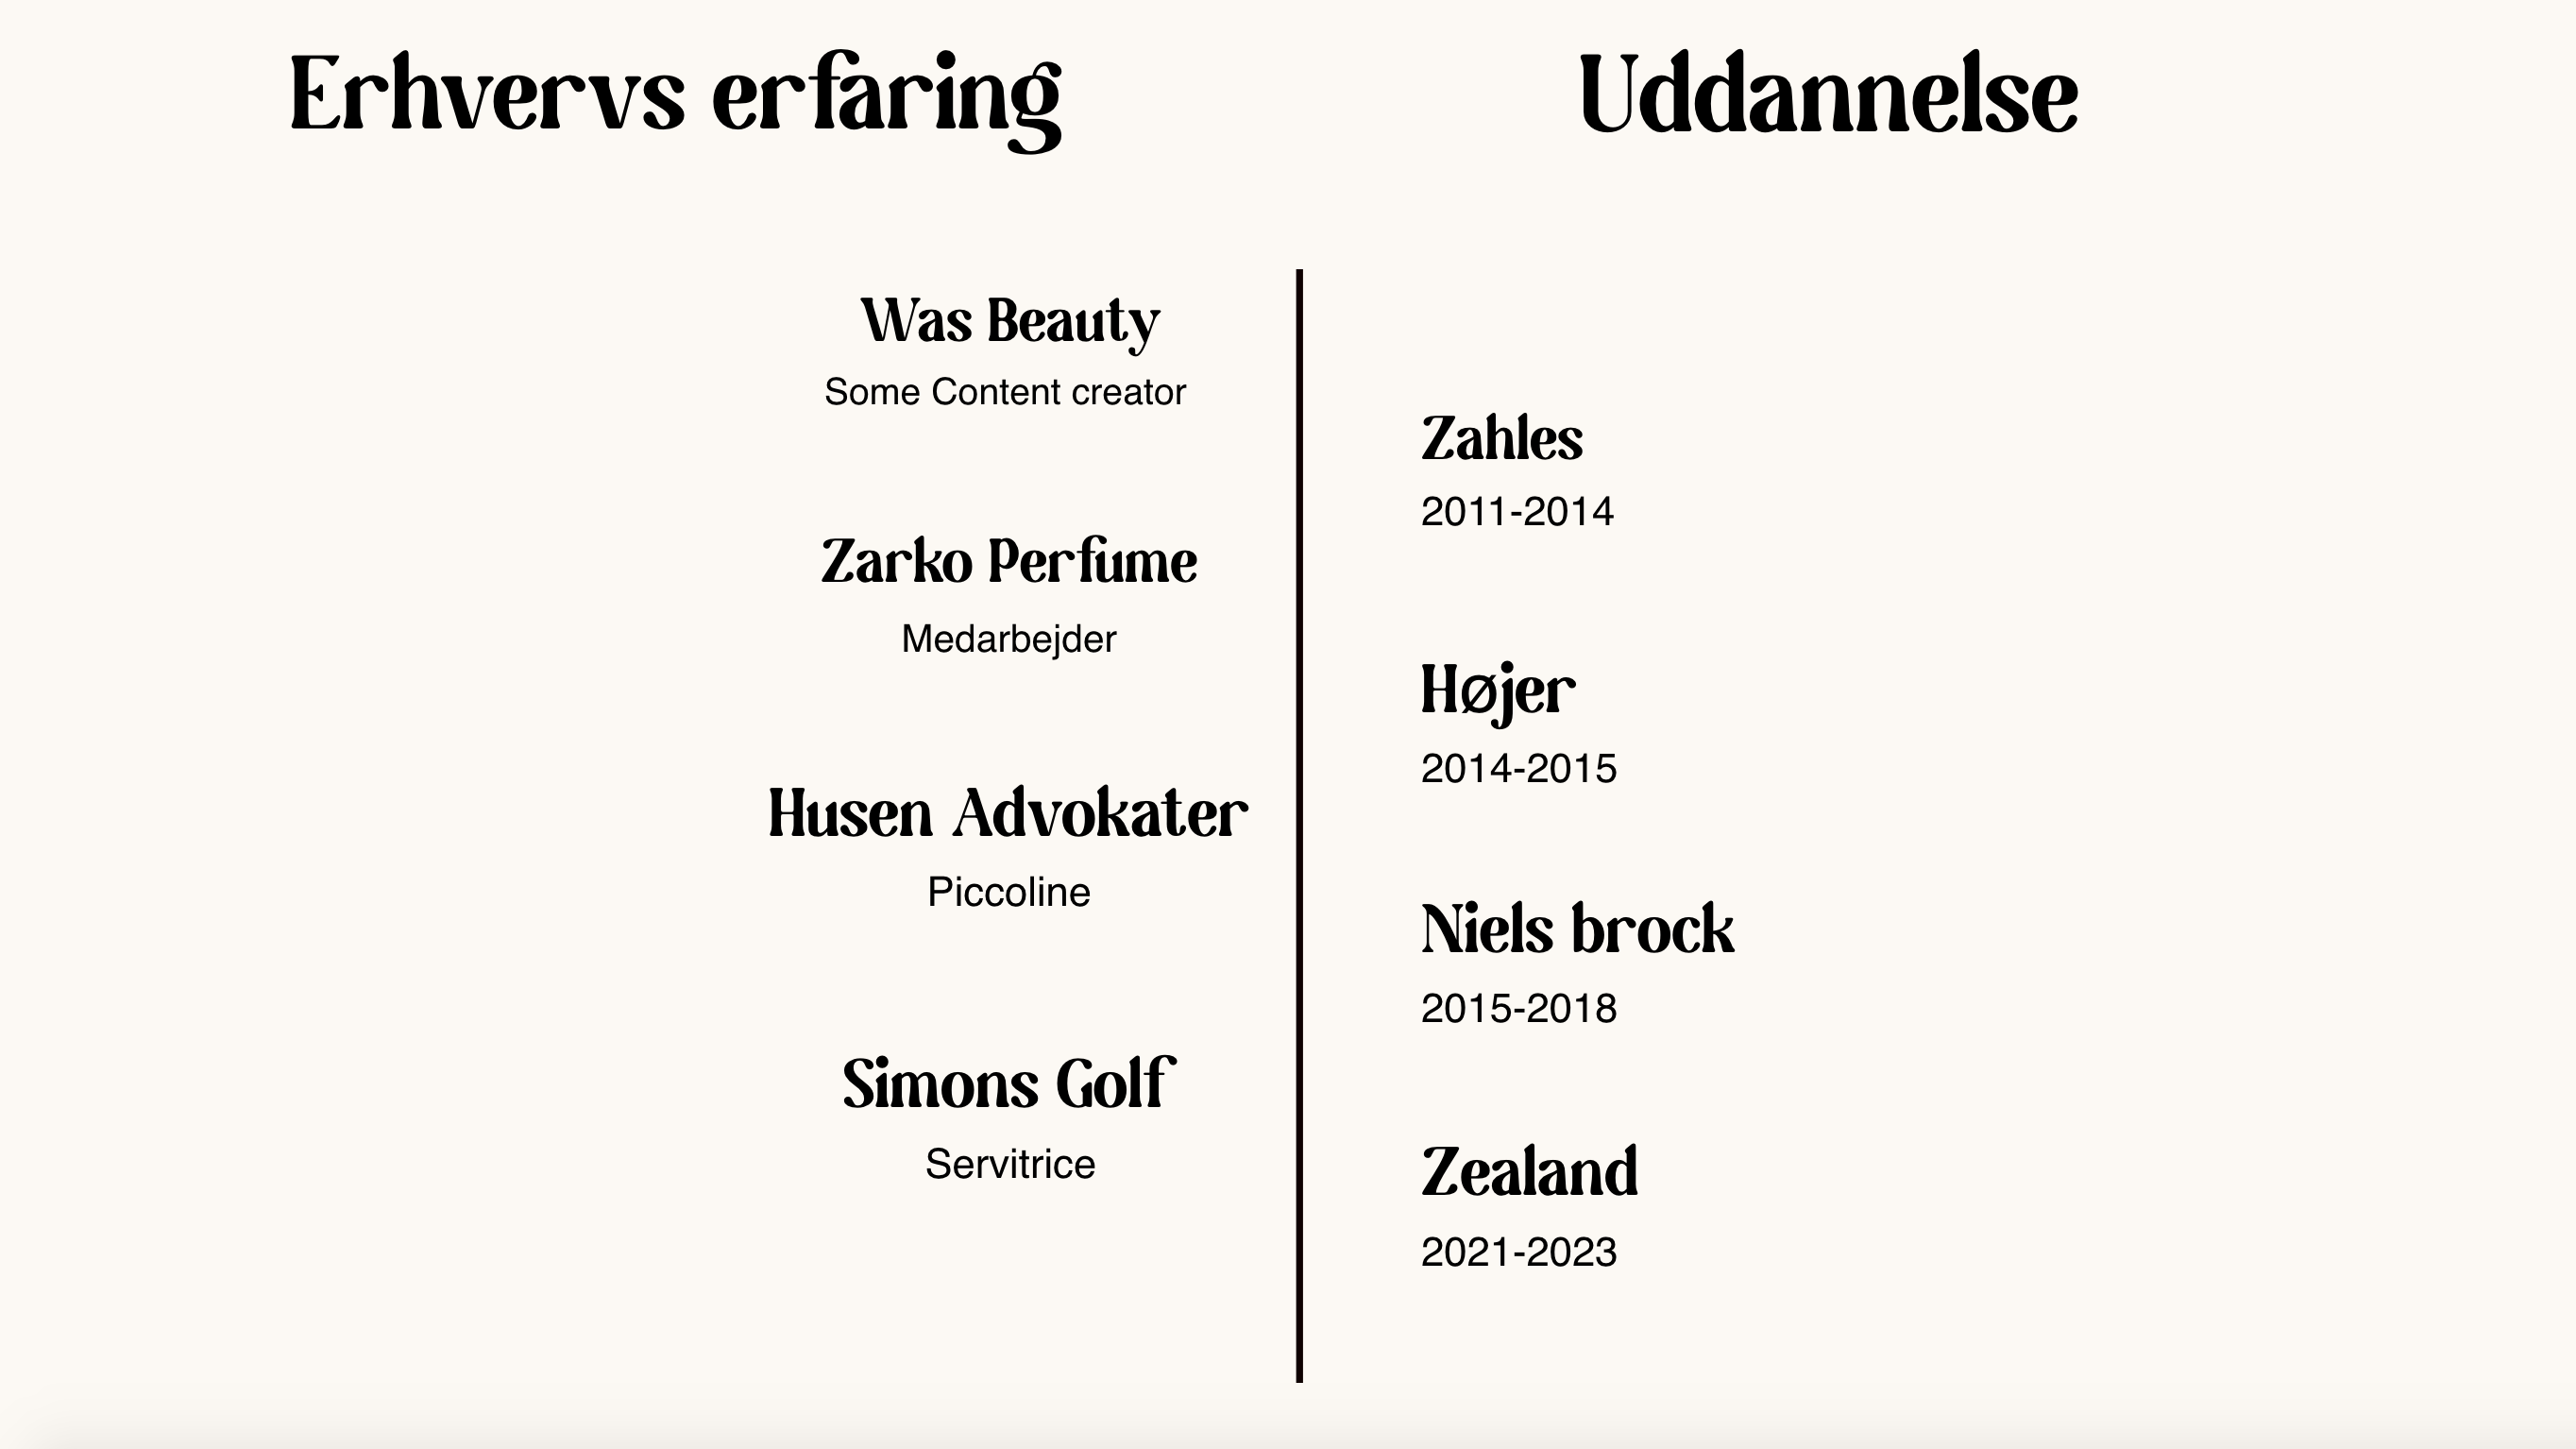 Erhvervs erfaring
Uddannelse
Was Beauty
Some Content creator
Zarko Perfume
Medarbejder
Husen Advokater
Piccoline
Simons Golf
Servitrice
Zahles
2011-2014
Højer
2014-2015
Niels brock
2015-2018
Zealand
2021-2023